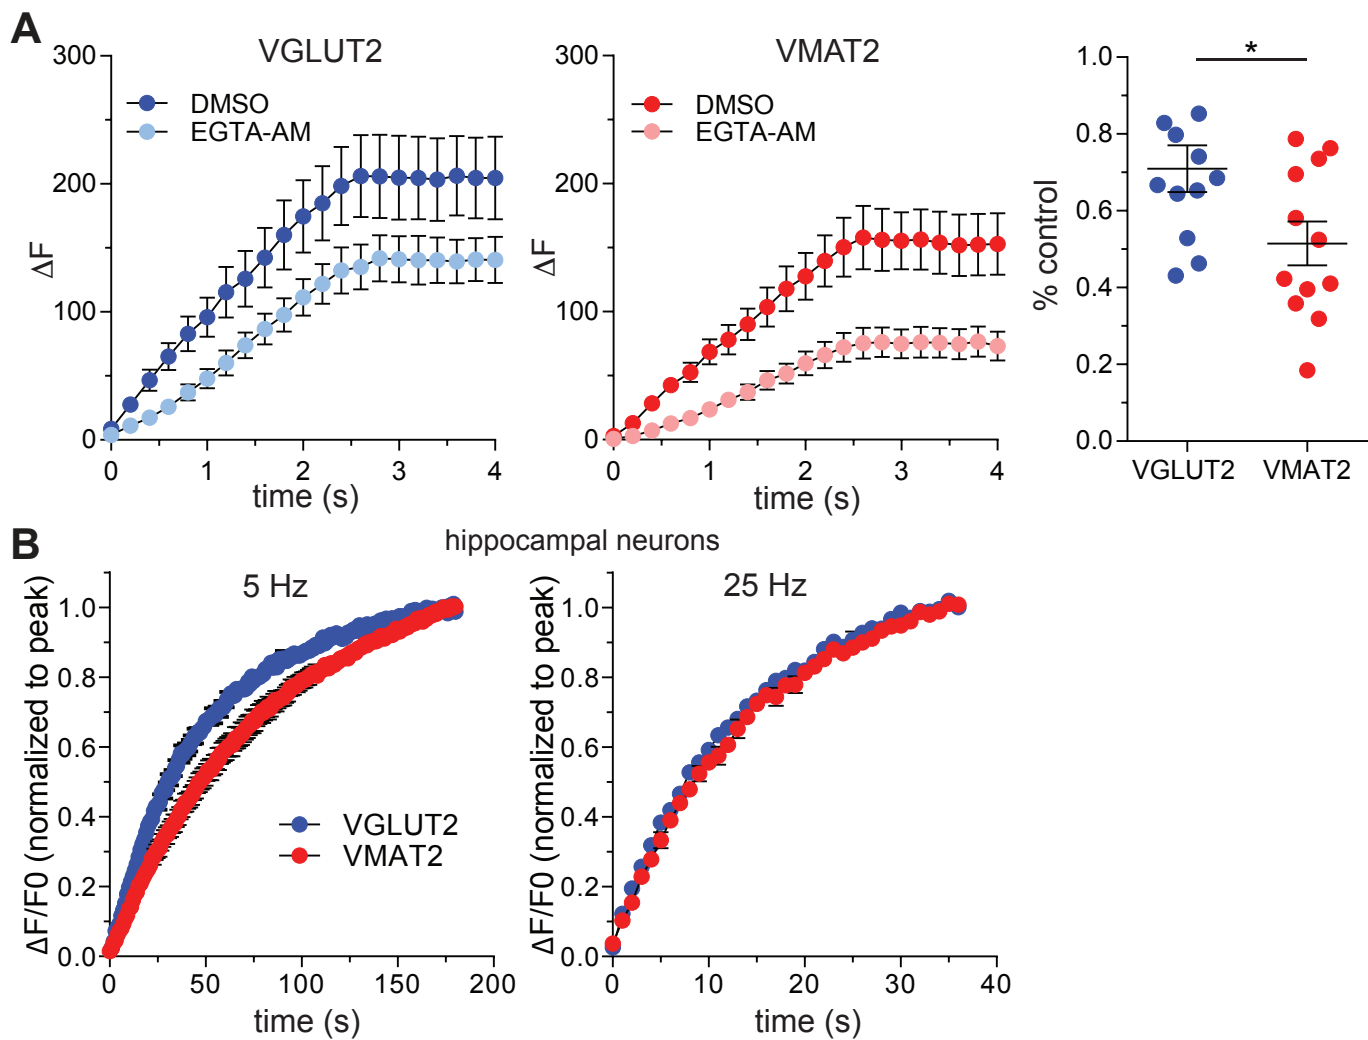 A
VGLUT2
300
200
100
0
ΔF
DMSO
EGTA-AM
0 1 2 3 4
time (s)
VMAT2
300
200
100
0
ΔF
DMSO
EGTA-AM
0 1 2 3 4
time (s)
*
1.0
0.8
0.6
0.4
0.2
0.0
% control
VGLUT2 VMAT2
B
hippocampal neurons
5 Hz
1.0
0.8
0.6
0.4
0.2
0.0
ΔF/F0 (normalized to peak)
VGLUT2
VMAT2
0 50 100 150 200
time (s)
25 Hz
1.0
0.8
0.6
0.4
0.2
0.0
ΔF/F0 (normalized to peak)
0 10 20 30 40
time (s)